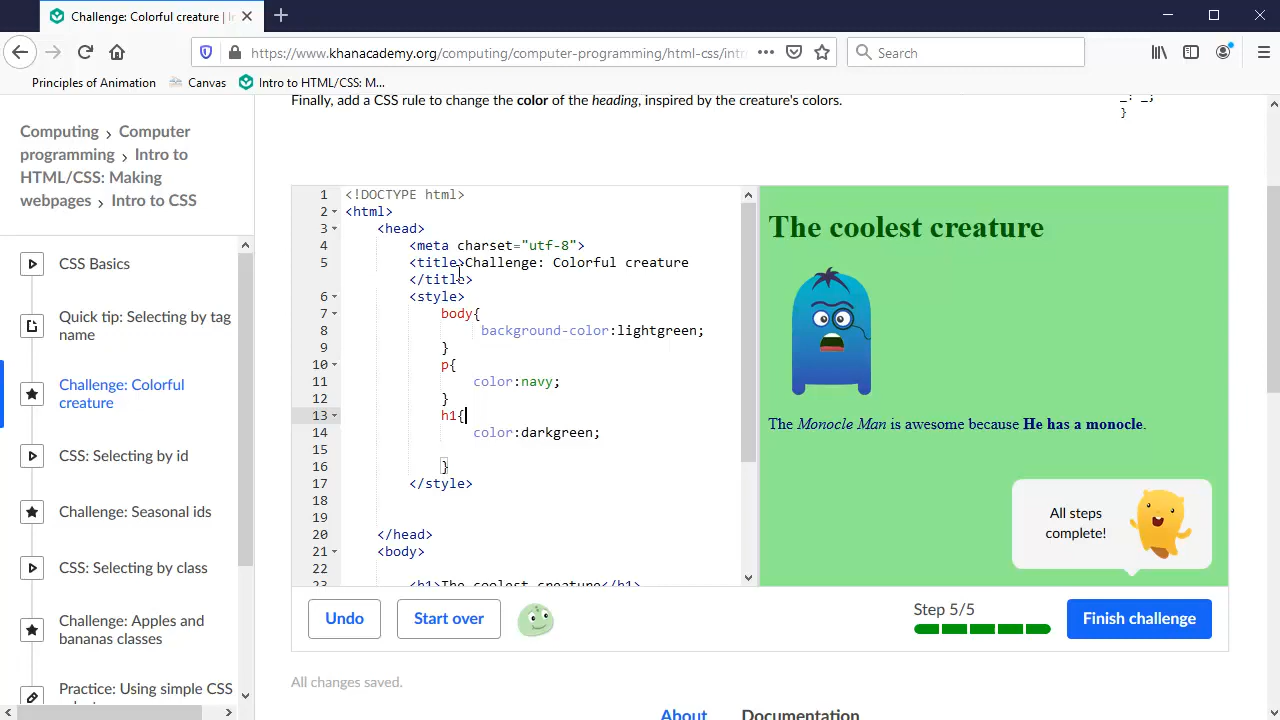 Challenge: Colorful creature | I
https://www.khanacademy.org/computing/computer-programming/html-css/intr
Search
Principles of Animation
Canvas
Intro to HTML/CSS: M...
Computing > Computer
programming > Intro to
HTML/CSS: Making
webpages > Intro to CSS
CSS Basics
Quick tip: Selecting by tag
name
Challenge: Colorful
creature
CSS: Selecting by id
Challenge: Seasonal ids
CSS: Selecting by class
Challenge: Apples and
bananas classes
Practice: Using simple CSS
Finally, add a CSS rule to change the color of the heading, inspired by the creature's colors.
}
1 <!DOCTYPE html>
2 <html>
3 <head>
4 <meta charset="utf-8">
5 <title>Challenge: Colorful creature
</title>
6 <style>
7 body{
8 background-color:lightgreen;
9 }
10 p{
11 color:navy;
12 }
13 h1{
14 color:darkgreen;
15
16 }
17 </style>
18
19
20 </head>
21 <body>
22
23 <h1>The coolest creature</h1>
The coolest creature
The Monocle Man is awesome because He has a monocle.
All steps
complete!
Undo
Start over
Step 5/5
Finish challenge
All changes saved.
About
Documentation